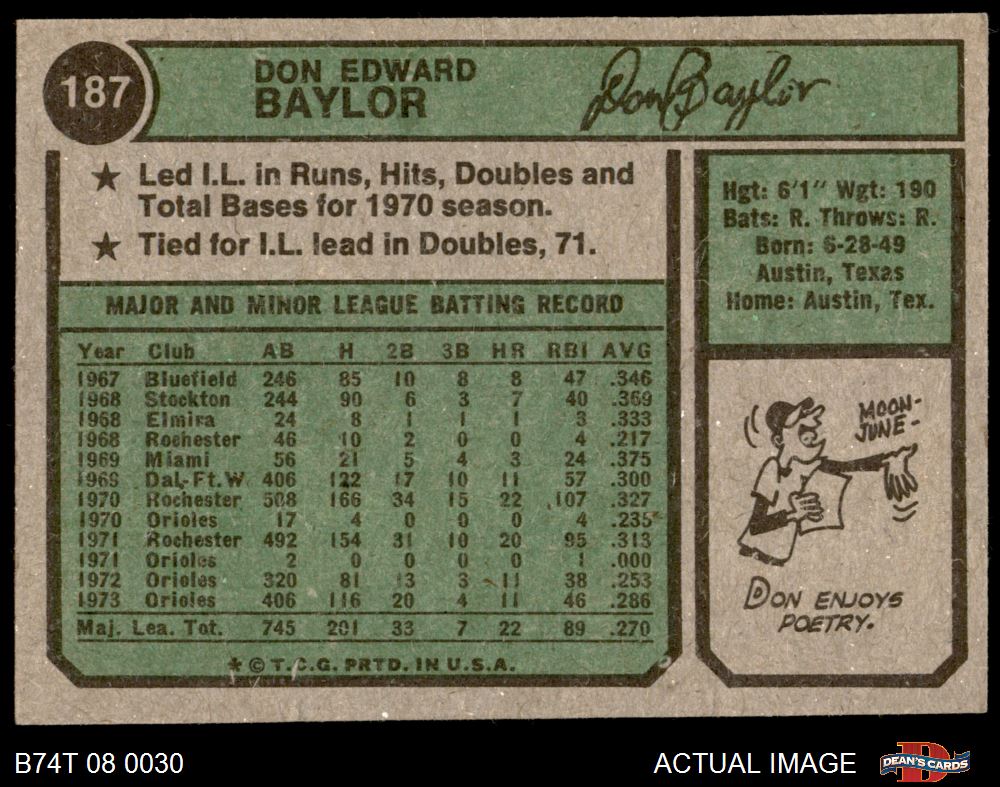 187
DON EDWARD
BAYLOR
Don Baylor
★ Led I.L. in Runs, Hits, Doubles and
Total Bases for 1970 season.
★ Tied for I.L. lead in Doubles, 71.
Hgt: 6'1" Wgt: 190
Bats: R. Throws: R.
Born: 6-28-49
Austin, Texas
Home: Austin, Tex.
MAJOR AND MINOR LEAGUE BATTING RECORD
Year Club AB H 2B 3B HR RBI AVG
1967 Bluefield 246 85 10 8 8 47 .346
1968 Stockton 244 90 6 3 7 40 .369
1968 Elmira 24 8 1 1 1 3 .333
1968 Rochester 46 10 2 0 0 4 .217
1969 Miami 56 21 5 4 3 24 .375
1969 Dal,-Ft.W 406 122 17 10 11 57 .300
1970 Rochester 508 166 34 15 22 107 .327
1970 Orioles 17 4 0 0 0 4 .235
1971 Rochester 492 154 31 10 20 95 .313
1971 Orioles 2 0 0 0 0 1 .000
1972 Orioles 320 81 13 3 11 38 .253
1973 Orioles 406 116 20 4 11 46 .286
Maj. Lea. Tot. 745 201 33 7 22 89 .270
* © T.C.G. PRTD. IN U.S.A.
MOON-
JUNE-
DON ENJOYS
POETRY.
B74T 08 0030
ACTUAL IMAGE
D
DEAN'S CARDS